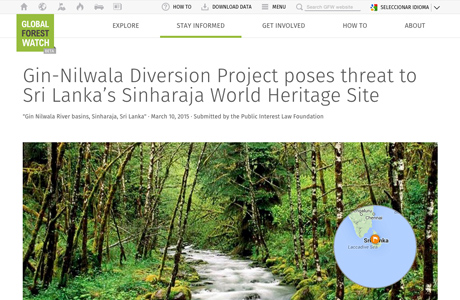 HOW TO
DOWNLOAD DATA
MENU
Search GFW website
SELECCIONAR IDIOMA
GLOBAL
FOREST
WATCH
BETA
EXPLORE
STAY INFORMED
GET INVOLVED
HOW TO
ABOUT
Gin-Nilwala Diversion Project poses threat to
Sri Lanka’s Sinharaja World Heritage Site
"Gin Nilwala River basins, Sinharaja, Sri Lanka" · March 10, 2015 · Submitted by the Public Interest Law Foundation
Chennai
Sri Lanka
Laccadive Sea